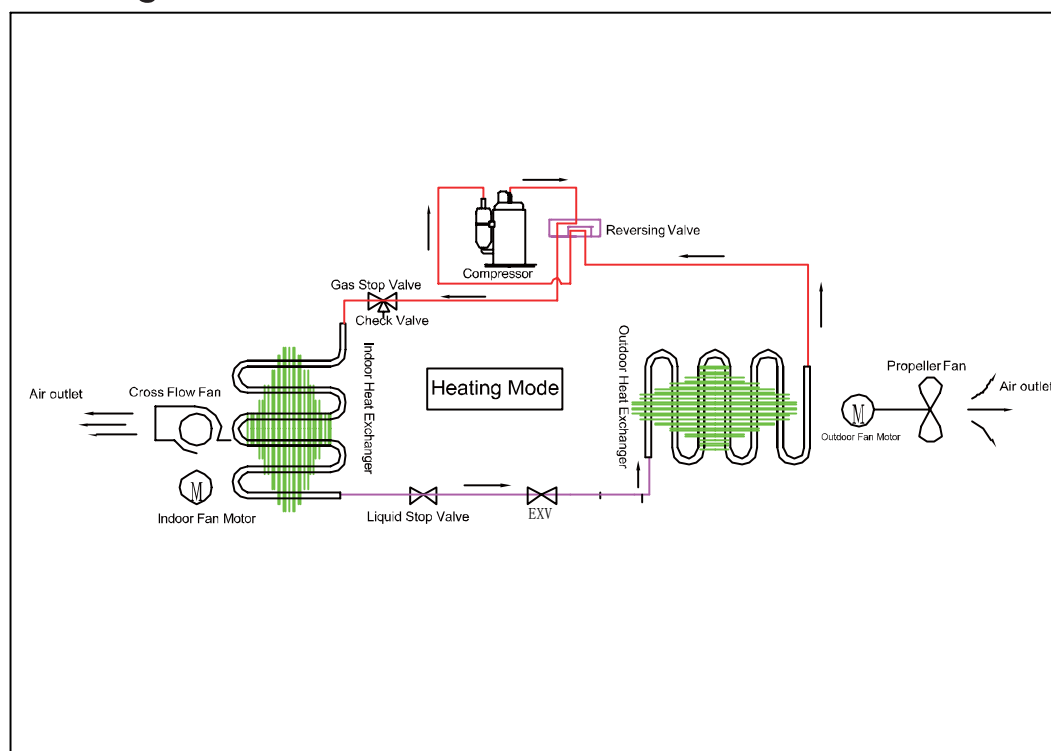 Reversing Valve
Compressor
Gas Stop Valve
Check Valve
Indoor Heat Exchanger
Outdoor Heat Exchanger
Heating Mode
Propeller Fan
Air outlet
Cross Flow Fan
Air outlet
M
Outdoor Fan Motor
M
Indoor Fan Motor
Liquid Stop Valve
EXV